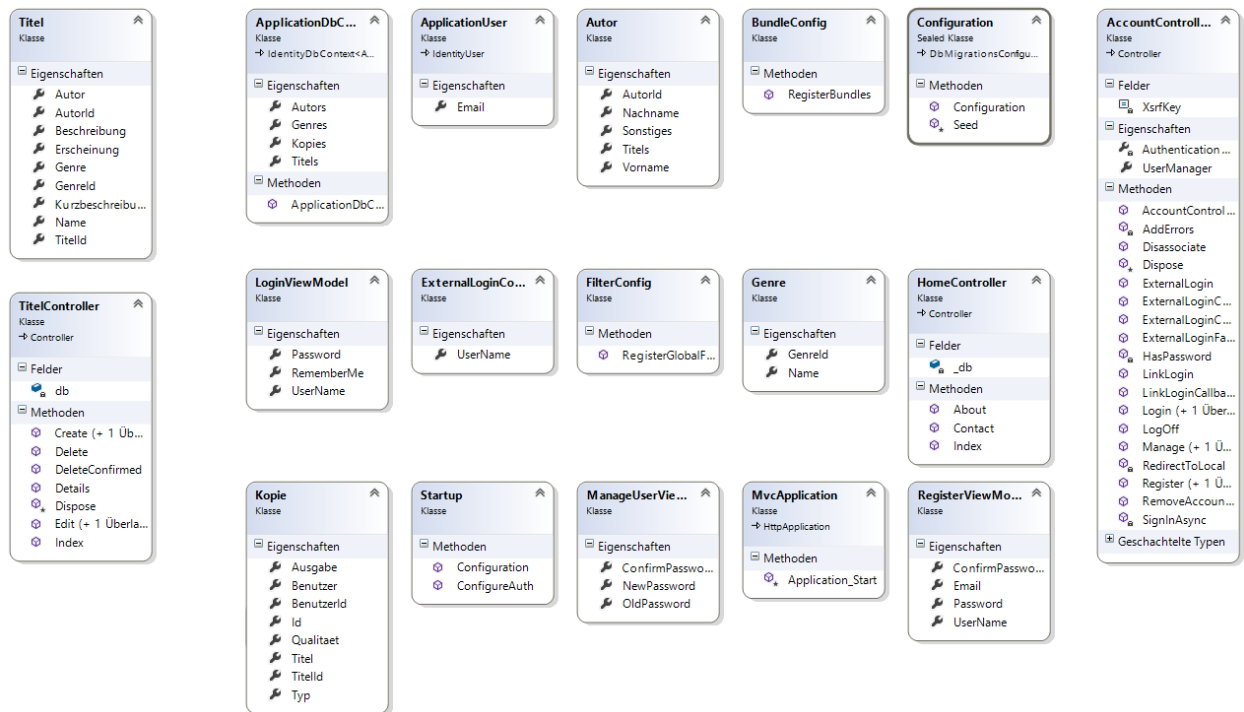 Titel
Klasse
Eigenschaften
Autor
AutorId
Beschreibung
Erscheinung
Genre
GenreId
Kurzbeschreibu...
Name
TitelId
TitelController
Klasse
Controller
Felder
db
Methoden
Create (+ 1 Üb...
Delete
DeleteConfirmed
Details
Dispose
Edit (+ 1 Überla...
Index
ApplicationDbC...
Klasse
IdentityDbContext<A...
Eigenschaften
Autors
Genres
Kopies
Titels
Methoden
ApplicationDbC...
ApplicationUser
Klasse
IdentityUser
Eigenschaften
Email
Autor
Klasse
Eigenschaften
AutorId
Nachname
Sonstiges
Titels
Vorname
BundleConfig
Klasse
Methoden
RegisterBundles
Configuration
Sealed Klasse
DbMigrationsConfigu...
Methoden
Configuration
Seed
LoginViewModel
Klasse
Eigenschaften
Password
RememberMe
UserName
ExternalLoginCo...
Klasse
Eigenschaften
UserName
FilterConfig
Klasse
Methoden
RegisterGlobalF...
Genre
Klasse
Eigenschaften
GenreId
Name
HomeController
Klasse
Controller
Felder
_db
Methoden
About
Contact
Index
Kopie
Klasse
Eigenschaften
Ausgabe
Benutzer
BenutzerId
Id
Qualitaet
Titel
TitelId
Typ
Startup
Klasse
Methoden
Configuration
ConfigureAuth
ManageUserVie...
Klasse
Eigenschaften
ConfirmPasswo...
NewPassword
OldPassword
MvcApplication
Klasse
HttpApplication
Methoden
Application_Start
RegisterViewMo...
Klasse
Eigenschaften
ConfirmPasswo...
Email
Password
UserName
AccountControll...
Klasse
Controller
Felder
XsrfKey
Eigenschaften
Authentication...
UserManager
Methoden
AccountControl...
AddErrors
Disassociate
Dispose
ExternalLogin
ExternalLoginC...
ExternalLoginC...
ExternalLoginFa...
HasPassword
LinkLogin
LinkLoginCallba...
Login (+ 1 Über...
LogOff
Manage (+ 1 Ü...
RedirectToLocal
Register (+ 1 Ü...
RemoveAccoun...
SignInAsync
Geschachtelte Typen